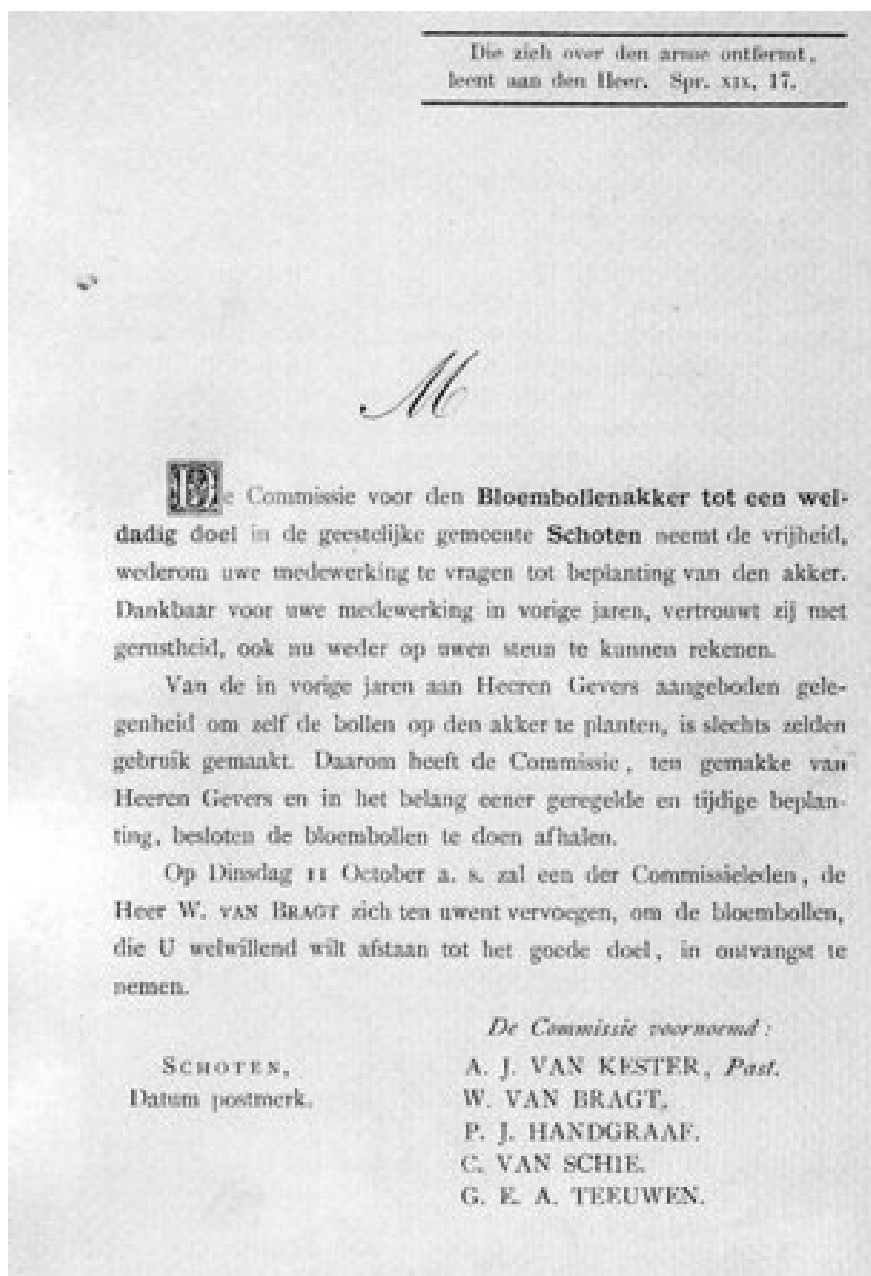 Die zich over den arme ontfermt,
leent aan den Heer. Spr. XIX, 17.
M
De Commissie voor den Bloembollenakker tot een wel-
dadig doel in de geestelijke gemeente Schoten neemt de vrijheid,
wederom uwe medewerking te vragen tot beplanting van den akker.
Dankbaar voor uwe medewerking in vorige jaren, vertrouwt zij met
gerustheid, ook nu weder op uwen steun te kunnen rekenen.
Van de in vorige jaren aan Heeren Gevers aangeboden gele-
genheid om zelf de bollen op den akker te planten, is slechts zelden
gebruik gemaakt. Daarom heeft de Commissie, ten gemakke van
Heeren Gevers en in het belang eener geregelde en tijdige beplan-
ting, besloten de bloembollen te doen afhalen.
Op Dinsdag 11 October a. s. zal een der Commissieleden, de
Heer W. VAN BRAGT zich ten uwent vervoegen, om de bloembollen,
die U welwillend wilt afstaan tot het goede doel, in ontvangst te
nemen.
De Commissie voornoemd:
SCHOTEN,
Datum postmerk.
A. J. VAN KESTER, Past.
W. VAN BRAGT.
P. J. HANDGRAAF.
C. VAN SCHIE.
G. E. A. TEEUWEN.